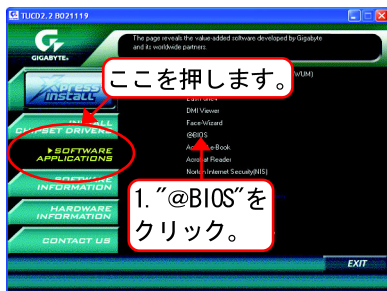 TUCD2.2 B021119
GIGABYTE
The page reveals the value-added software developed by Gigabyte
and its worldwide partners.
Xpress
Install
WUM)
ここを押します。
DMI Viewer
Face-Wizard
@BIOS
Acrobat Reader
Norton Internet Security(NIS)
INSTALL
CHIPSET DRIVERS
SOFTWARE
APPLICATIONS
SOFTWARE
INFORMATION
HARDWARE
INFORMATION
CONTACT US
1."@BIOS"を
クリック。
EXIT